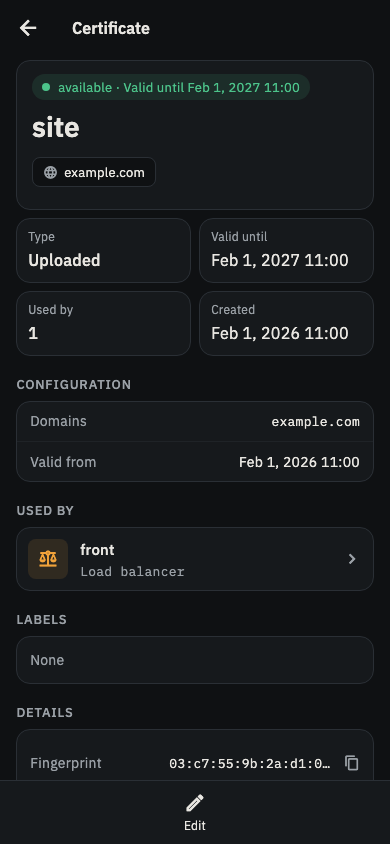 Certificate
available · Valid until Feb 1, 2027 11:00
site
example.com
Type
Uploaded
Valid until
Feb 1, 2027 11:00
Used by
1
Created
Feb 1, 2026 11:00
CONFIGURATION
Domains
example.com
Valid from
Feb 1, 2026 11:00
USED BY
front
Load balancer
LABELS
None
DETAILS
Fingerprint
03:c7:55:9b:2a:d1:0…
Edit